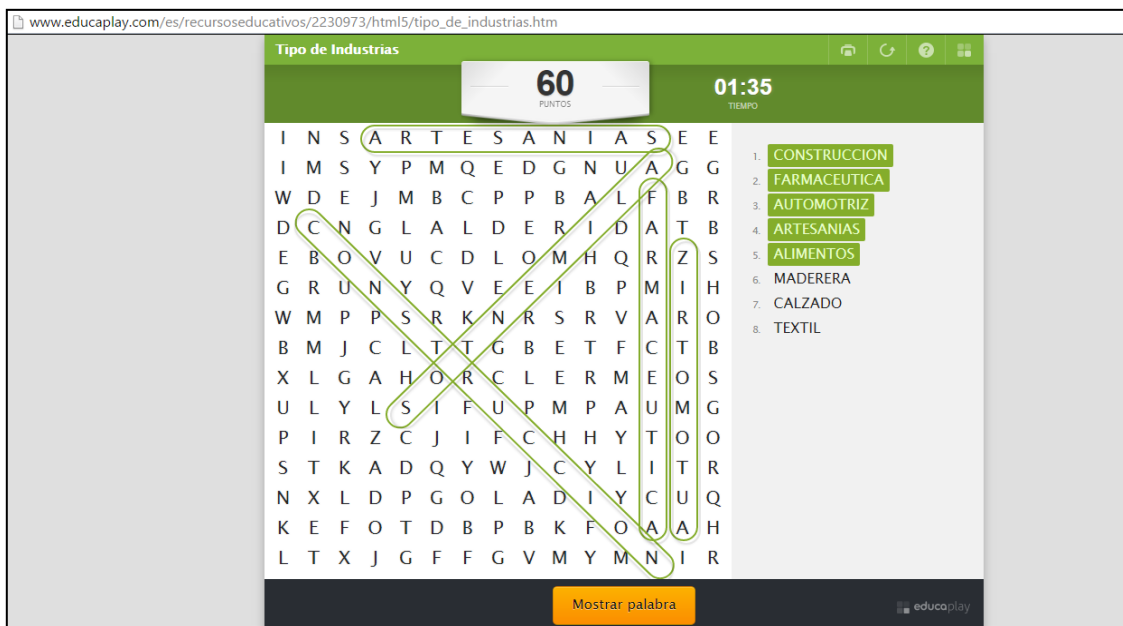 www.educaplay.com/es/recursoseducativos/2230973/html5/tipo_de_industrias.htm
Tipo de Industrias
60
PUNTOS
01:35
TIEMPO
I N S A R T E S A N I A S E E
I M S Y P M Q E D G N U A G G
W D E J M B C P P B A L F B R
D C N G L A L D E R I D A T B
E B O V U C D L O M H Q R Z S
G R U N Y Q V E E I B P M I H
W M P P S R K N R S R V A R O
B M J C L T T G B E T F C T B
X L G A H O R C L E R M E O S
U L Y L S I F U P M P A U M G
P I R Z C J I F C H H Y T O O
S T K A D Q Y W J C Y L I T R
N X L D P G O L A D I Y C U Q
K E F O T D B P B K F O A A H
L T X J G F F G V M Y M N I R
1. CONSTRUCCION
2. FARMACEUTICA
3. AUTOMOTRIZ
4. ARTESANIAS
5. ALIMENTOS
6. MADERERA
7. CALZADO
8. TEXTIL
Mostrar palabra
educaplay